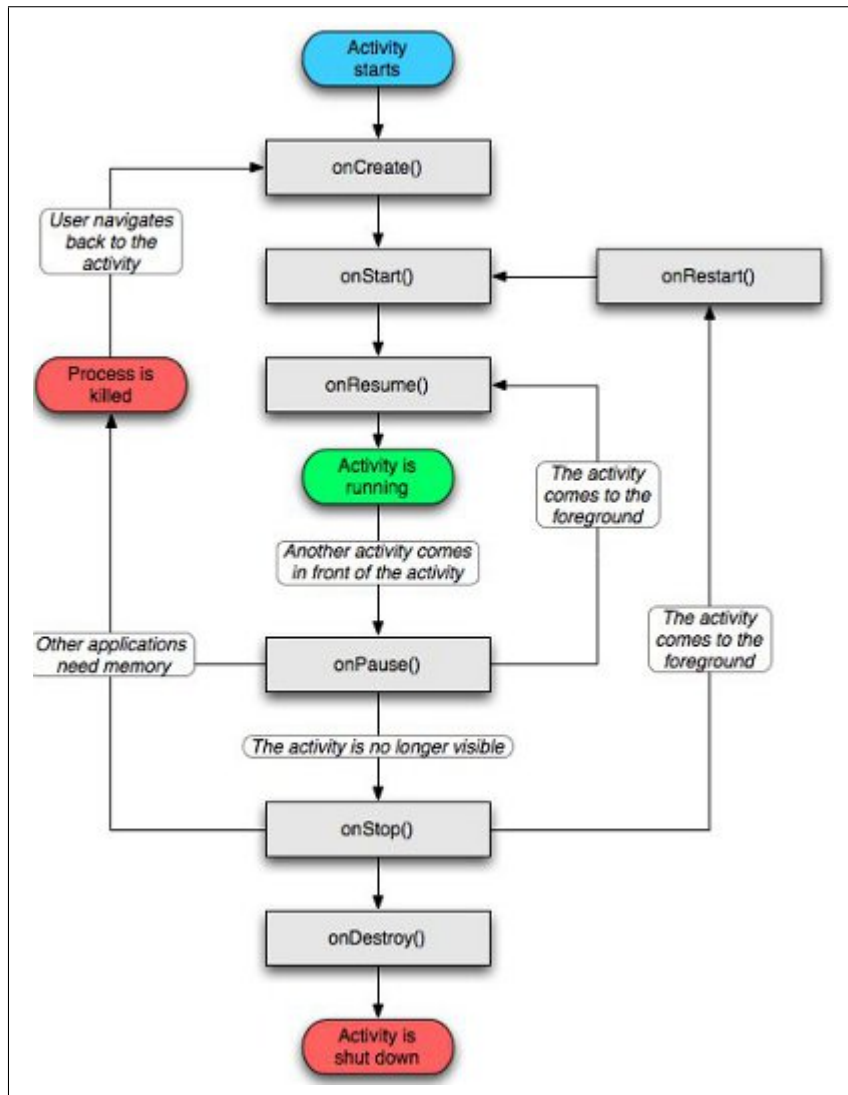 Activity
starts
onCreate()
User navigates
back to the
activity
onStart()
onRestart()
onResume()
Process is
killed
Activity is
running
The activity
comes to the
foreground
Another activity comes
in front of the activity
The activity
comes to the
foreground
Other applications
need memory
onPause()
The activity is no longer visible
onStop()
onDestroy()
Activity is
shut down